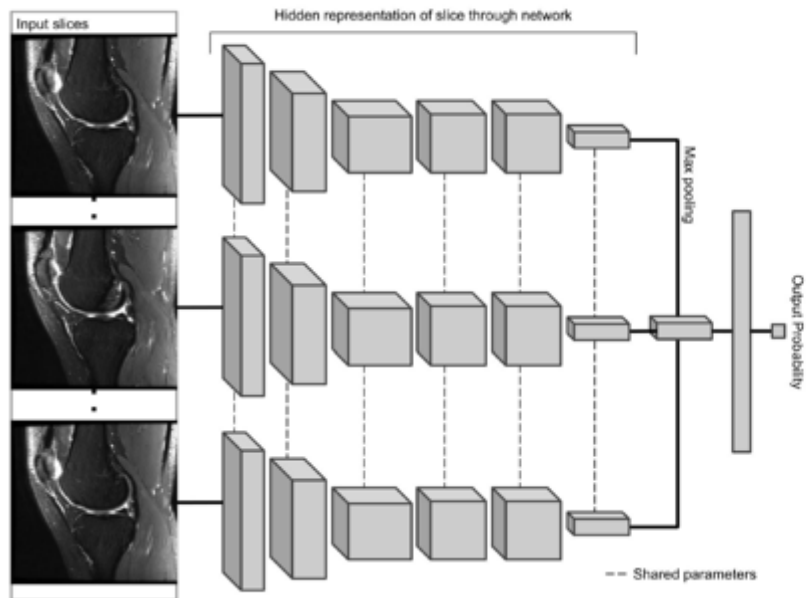 Input slices
Hidden representation of slice through network
Max pooling
Output Probability
Shared parameters